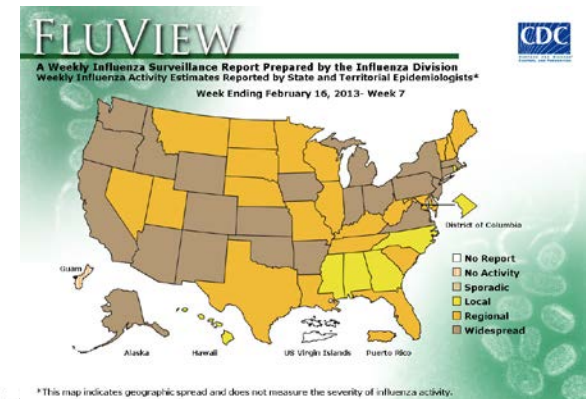 FLUVIEW
CDC
A Weekly Influenza Surveillance Report Prepared by the Influenza Division
Weekly Influenza Activity Estimates Reported by State and Territorial Epidemiologists*
Week Ending February 16, 2013- Week 7
District of Columbia
No Report
Guam
No Activity
Sporadic
Local
Regional
Widespread
Alaska
Hawaii
US Virgin Islands
Puerto Rico
*This map indicates geographic spread and does not measure the severity of influenza activity.